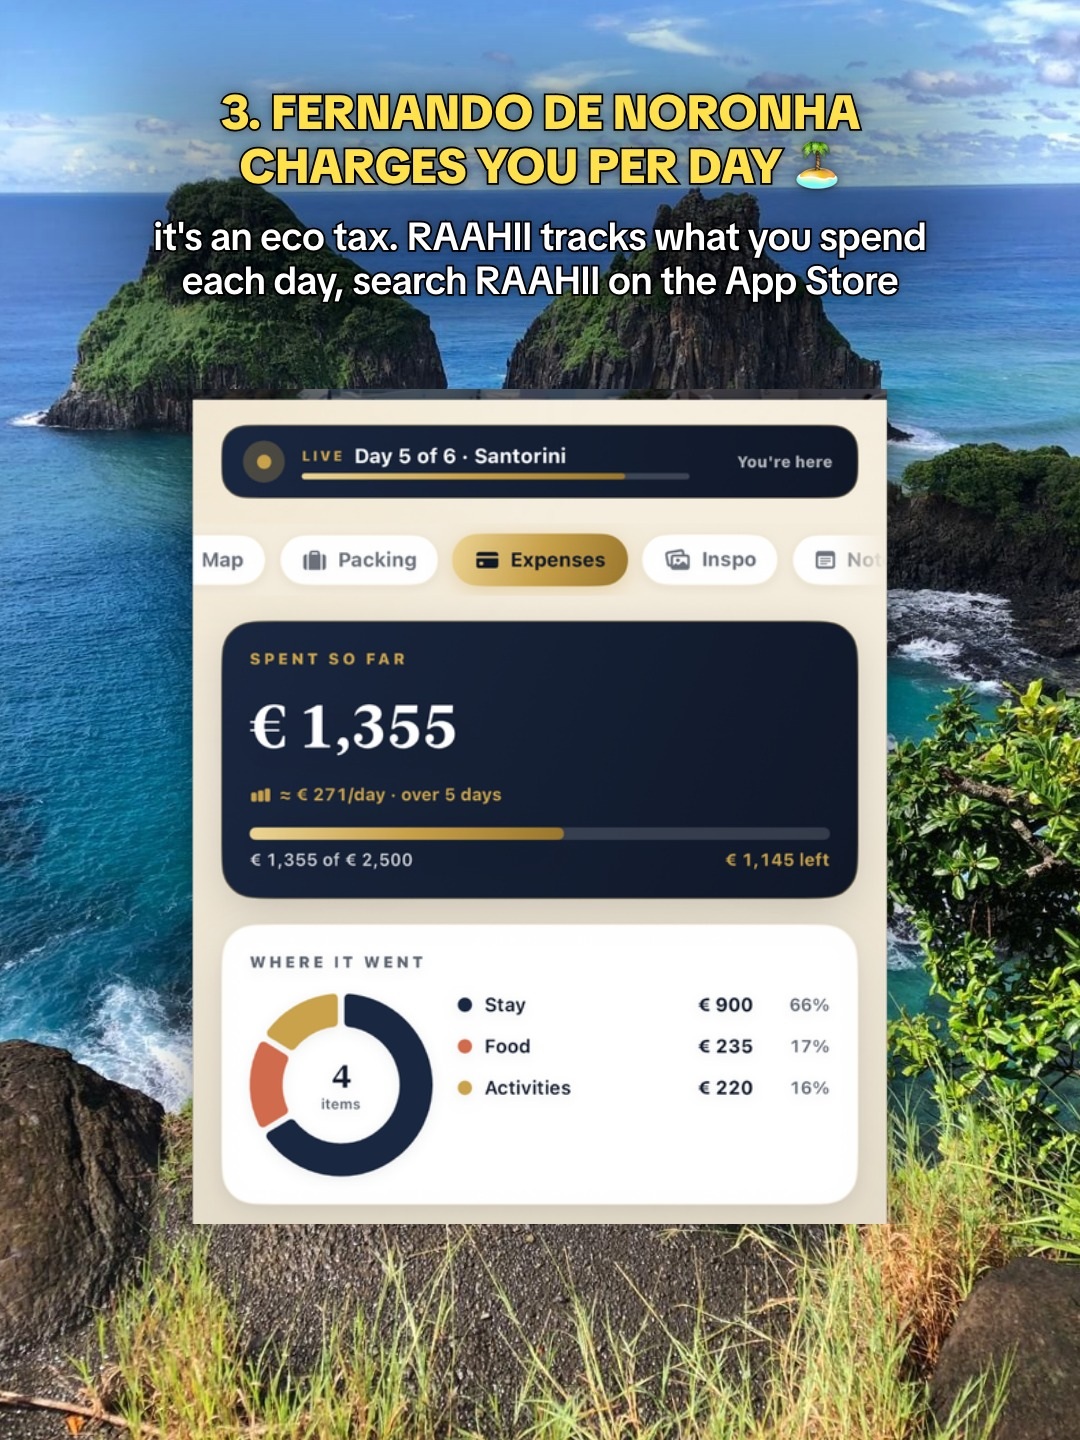 3. FERNANDO DE NORONHA
CHARGES YOU PER DAY 🏝️
it's an eco tax. RAAHII tracks what you spend
each day, search RAAHII on the App Store
LIVE Day 5 of 6 · Santorini
You're here
Map
Packing
Expenses
Inspo
Not
SPENT SO FAR
€ 1,355
≈ € 271/day · over 5 days
€ 1,355 of € 2,500
€ 1,145 left
WHERE IT WENT
4
items
Stay € 900 66%
Food € 235 17%
Activities € 220 16%